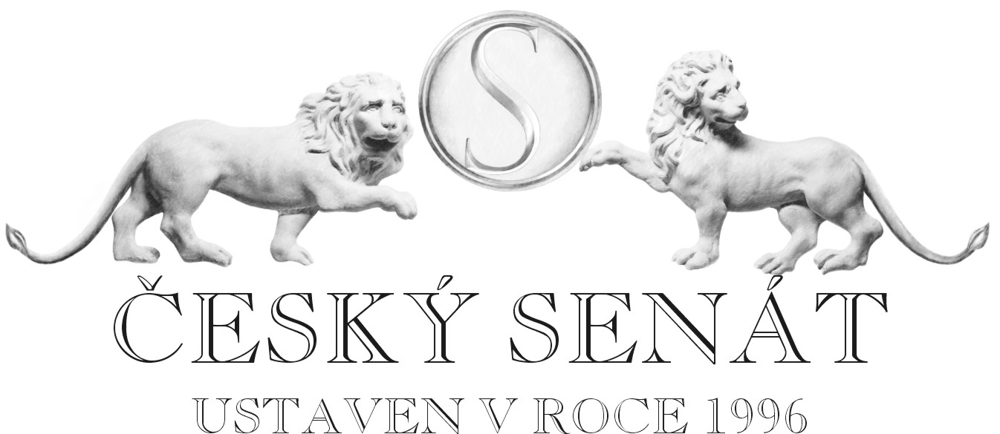 S
ČESKÝ SENÁT
USTAVEN V ROCE 1996